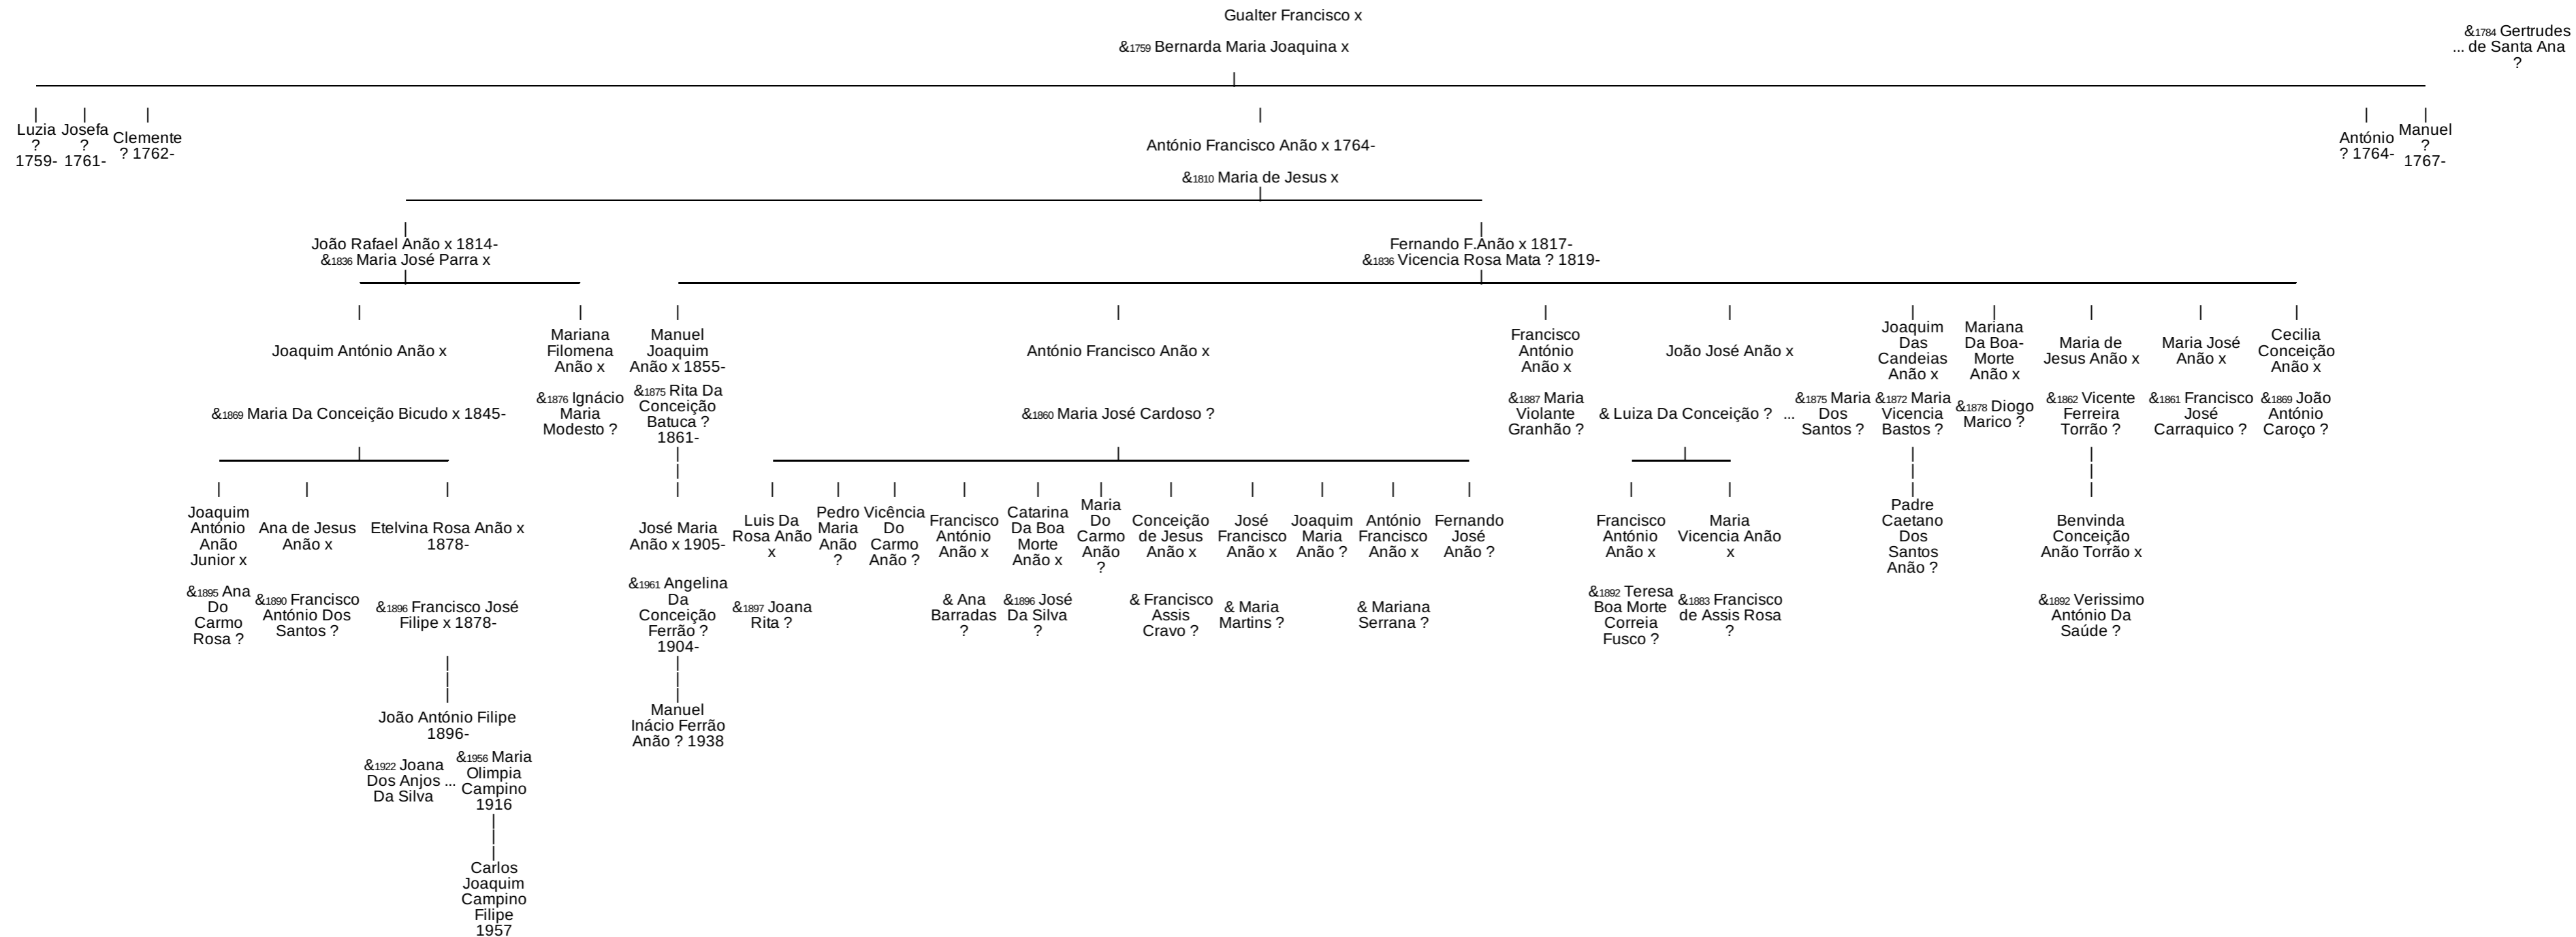 Gualter Francisco x
&1759 Bernarda Maria Joaquina x
&1784 Gertrudes
... de Santa Ana
?
Luzia
?
1759-
Josefa
?
1761-
Clemente
? 1762-
António Francisco Anão x 1764-
&1810 Maria de Jesus x
António
? 1764-
Manuel
?
1767-
João Rafael Anão x 1814-
&1836 Maria José Parra x
Fernando F.Anão x 1817-
&1836 Vicencia Rosa Mata ? 1819-
Joaquim António Anão x
&1869 Maria Da Conceição Bicudo x 1845-
Mariana
Filomena
Anão x
&1876 Ignácio
Maria
Modesto ?
Manuel
Joaquim
Anão x 1855-
&1875 Rita Da
Conceição
Batuca ?
1861-
António Francisco Anão x
&1860 Maria José Cardoso ?
Francisco
António
Anão x
&1887 Maria
Violante
Granhão ?
João José Anão x
& Luiza Da Conceição ?
&1875 Maria
... Dos
Santos ?
Joaquim
Das
Candeias
Anão x
&1872 Maria
Vicencia
Bastos ?
Mariana
Da Boa-
Morte
Anão x
&1878 Diogo
Marico ?
Maria de
Jesus Anão x
&1862 Vicente
Ferreira
Torrão ?
Maria José
Anão x
&1861 Francisco
José
Carraquico ?
Cecilia
Conceição
Anão x
&1869 João
António
Caroço ?
Joaquim
António
Anão
Junior x
&1895 Ana
Do
Carmo
Rosa ?
Ana de Jesus
Anão x
&1890 Francisco
António Dos
Santos ?
Etelvina Rosa Anão x
1878-
&1896 Francisco José
Filipe x 1878-
José Maria
Anão x 1905-
&1961 Angelina
Da
Conceição
Ferrão ?
1904-
Luis Da
Rosa Anão
x
&1897 Joana
Rita ?
Pedro
Maria
Anão
?
Vicência
Do
Carmo
Anão ?
Francisco
António
Anão x
& Ana
Barradas
?
Catarina
Da Boa
Morte
Anão x
&1896 José
Da Silva
?
Maria
Do
Carmo
Anão
?
Conceição
de Jesus
Anão x
& Francisco
Assis
Cravo ?
José
Francisco
Anão x
& Maria
Martins ?
Joaquim
Maria
Anão ?
António
Francisco
Anão x
& Mariana
Serrana ?
Fernando
José
Anão ?
Francisco
António
Anão x
&1892 Teresa
Boa Morte
Correia
Fusco ?
Maria
Vicencia Anão
x
&1883 Francisco
de Assis Rosa
?
Padre
Caetano
Dos
Santos
Anão ?
Benvinda
Conceição
Anão Torrão x
&1892 Verissimo
António Da
Saúde ?
João António Filipe
1896-
&1922 Joana
Dos Anjos
Da Silva
&1956 Maria
... Olimpia
Campino
1916
Manuel
Inácio Ferrão
Anão ? 1938
Carlos
Joaquim
Campino
Filipe
1957